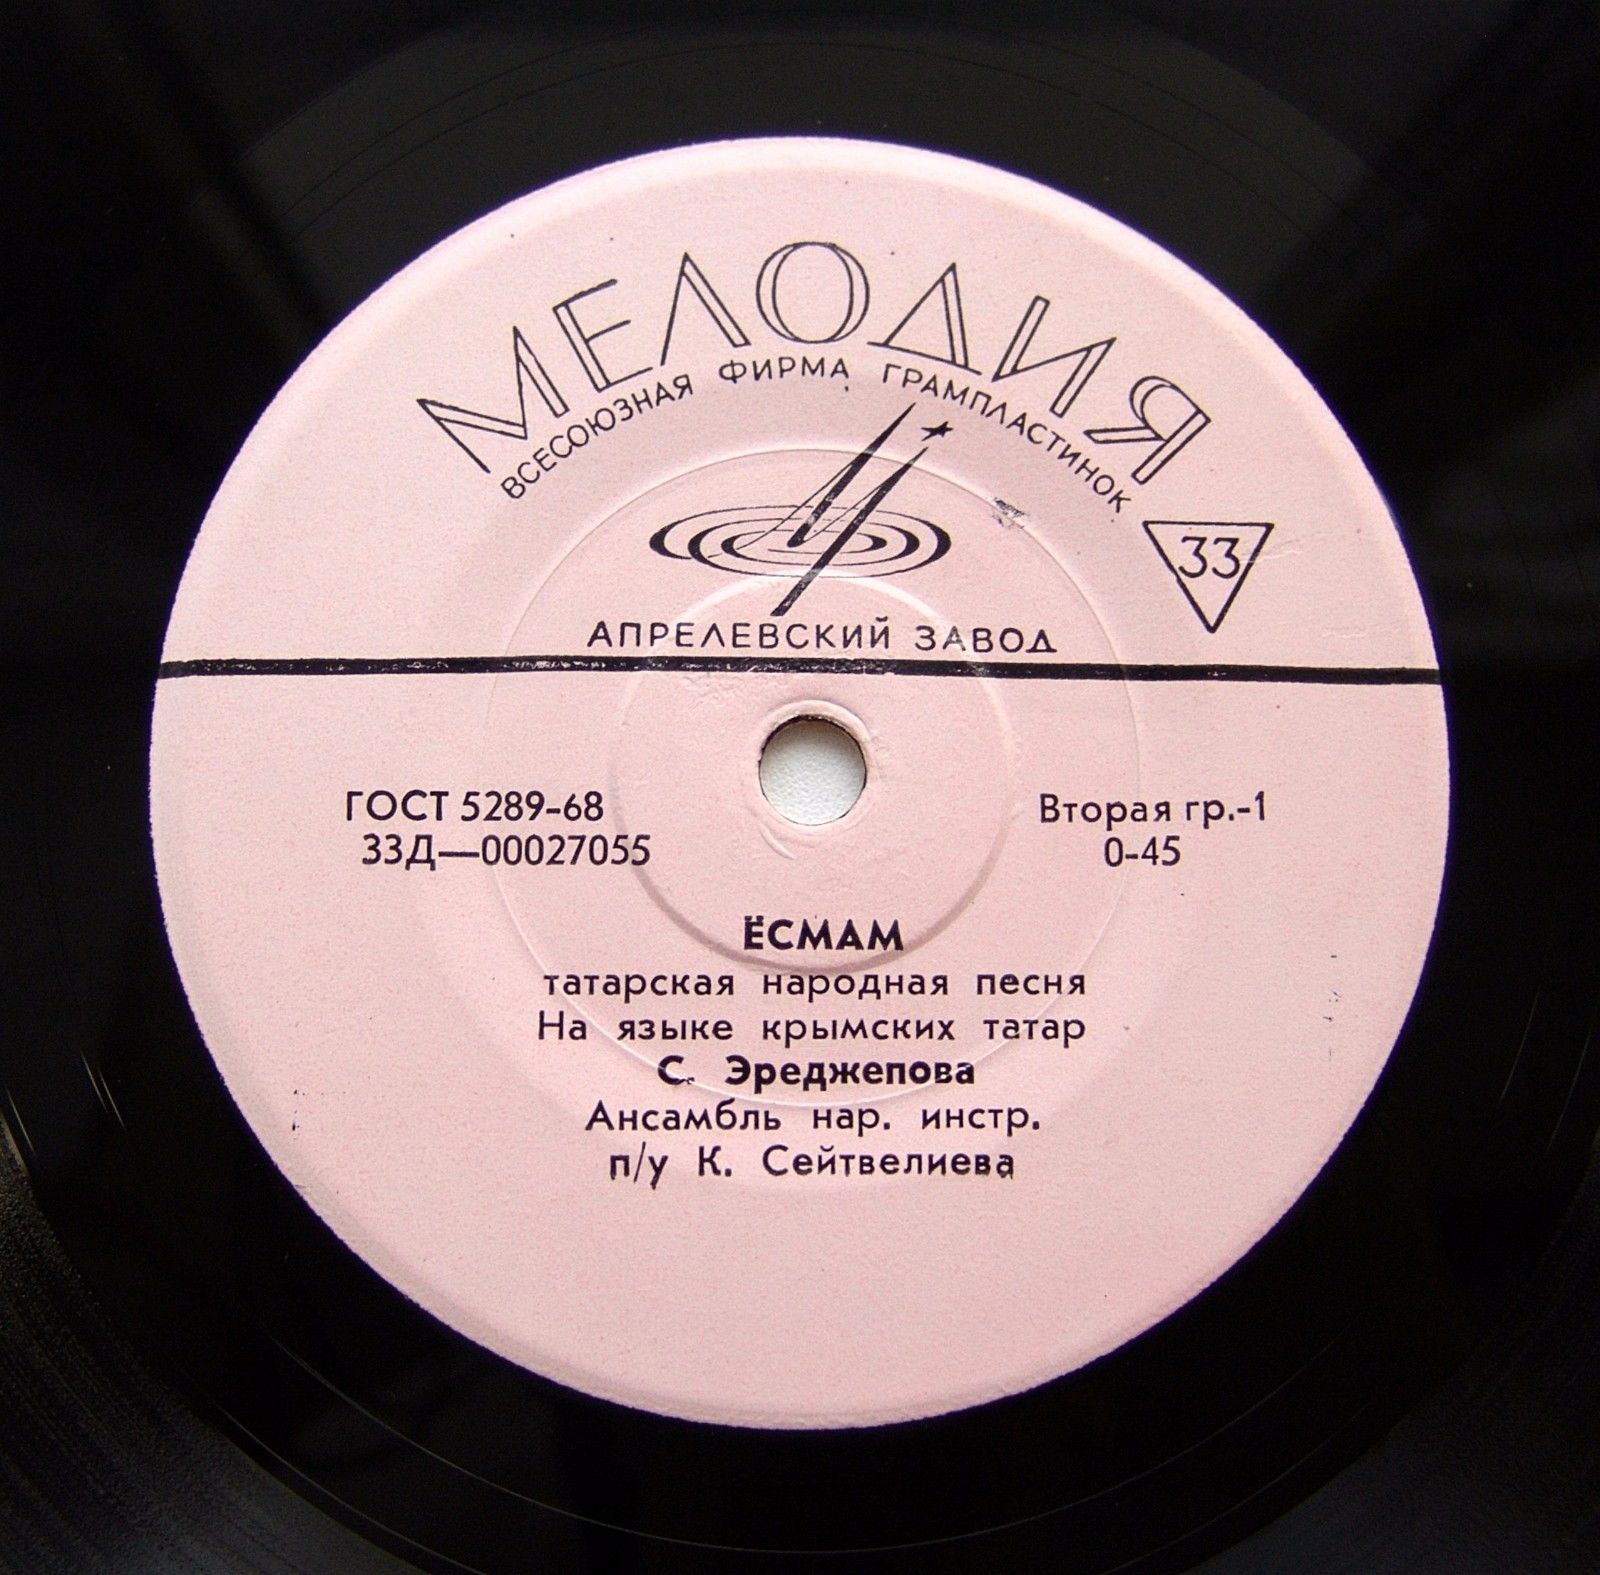 МЕЛОДИЯ
ВСЕСОЮЗНАЯ ФИРМА ГРАМПЛАСТИНОК
33
АПРЕЛЕВСКИЙ ЗАВОД
ГОСТ 5289-68
33Д—00027055
Вторая гр.-1
0-45
ЁСМАМ
татарская народная песня
На языке крымских татар
С. Эреджепова
Ансамбль нар. инстр.
п/у К. Сейтвелиева